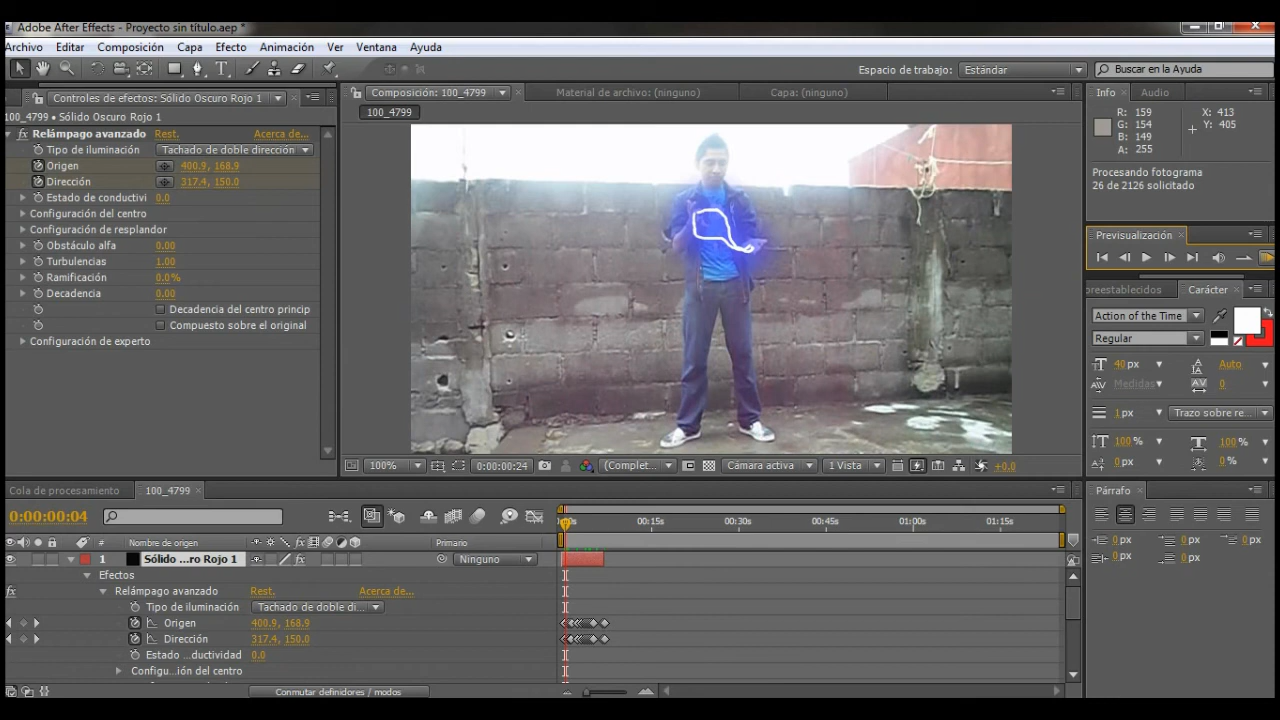 Adobe After Effects - Proyecto sin título.aep *
Archivo Editar Composición Capa Efecto Animación Ver Ventana Ayuda
Espacio de trabajo: Estándar
Buscar en la Ayuda
Controles de efectos: Sólido Oscuro Rojo 1
100_4799 • Sólido Oscuro Rojo 1
Relámpago avanzado Rest. Acerca de...
Tipo de iluminación Tachado de doble dirección
Origen 400.9, 168.9
Dirección 317.4, 150.0
Estado de conductivi 0.0
Configuración del centro
Configuración de resplandor
Obstáculo alfa 0.00
Turbulencias 1.00
Ramificación 0.0%
Decadencia 0.00
Decadencia del centro princip
Compuesto sobre el original
Configuración de experto
Composición: 100_4799
Material de archivo: (ninguno)
Capa: (ninguno)
100_4799
100% 0:00:00:24 (Complet... Cámara activa 1 Vista +0.0
Info Audio
R: 159 X: 413
G: 154 Y: 405
B: 149
A: 255
Procesando fotograma
26 de 2126 solicitado
Previsualización
preestablecidos Carácter
Action of the Time
Regular
40 px Auto
Medidas 0
1 px Trazo sobre re...
100 % 100 %
0 px 0 %
Párrafo
0 px 0 px 0 px
0 px 0 px
Cola de procesamiento 100_4799
0:00:00:04
00:15s 00:30s 00:45s 01:00s 01:15s
# Nombre de origen Primario
1 Sólido ...ro Rojo 1 Ninguno
Efectos
Relámpago avanzado Rest. Acerca de...
Tipo de iluminación Tachado de doble di...
Origen 400.9, 168.9
Dirección 317.4, 150.0
Estado ...ductividad 0.0
Configu...ión del centro
Conmutar definidores / modos